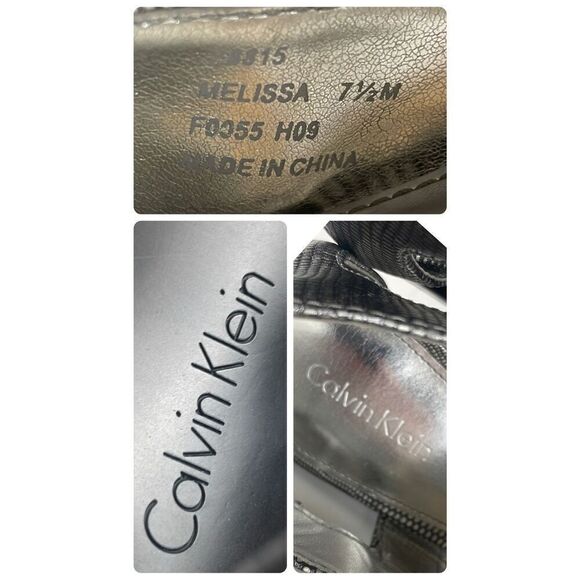 MELISSA 7½M
F0355 H09
MADE IN CHINA
Calvin Klein
Calvin Klein